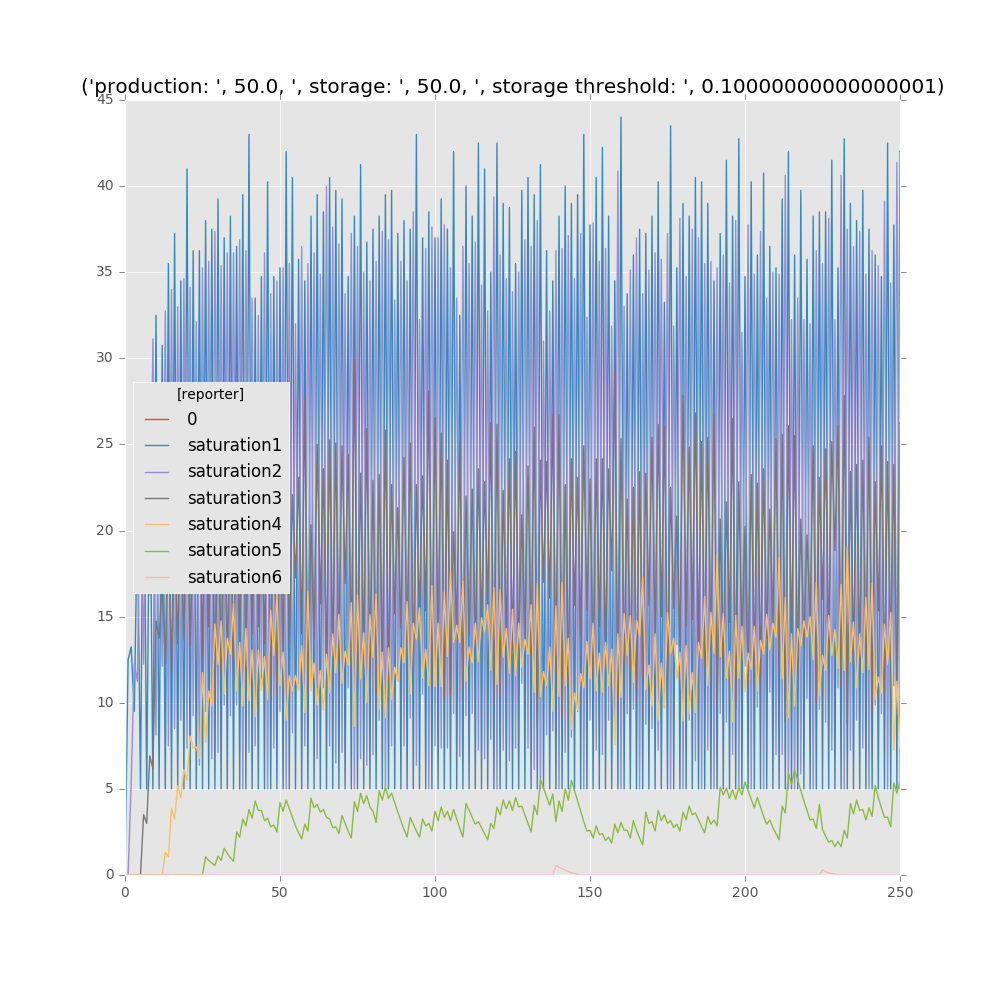 ('production: ', 50.0, ', storage: ', 50.0, ', storage threshold: ', 0.10000000000000001)
45
40
35
30
25
20
15
10
5
0
[reporter]
0
saturation1
saturation2
saturation3
saturation4
saturation5
saturation6
0 50 100 150 200 250